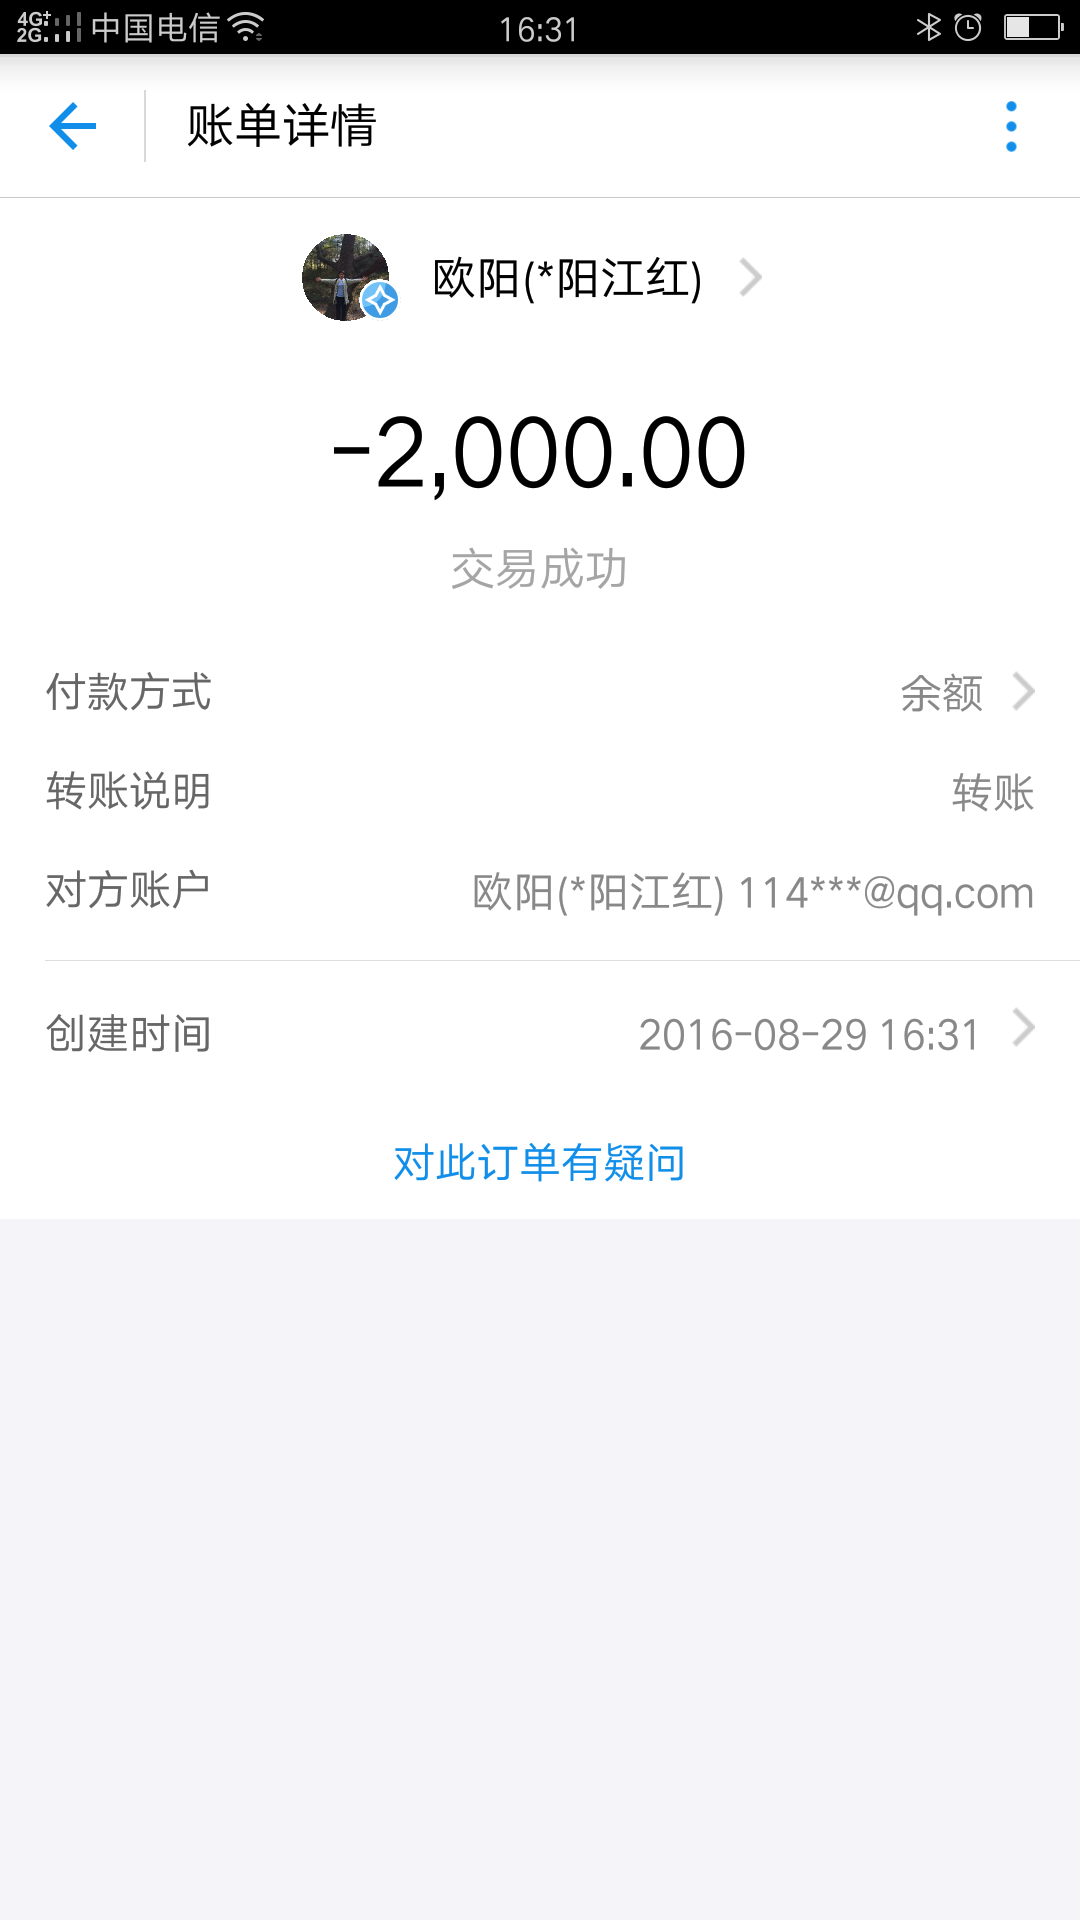 4G+ 2G 中国电信 16:31
账单详情
欧阳(*阳江红)
-2,000.00
交易成功
付款方式 余额
转账说明 转账
对方账户 欧阳(*阳江红) 114***@qq.com
创建时间 2016-08-29 16:31
对此订单有疑问